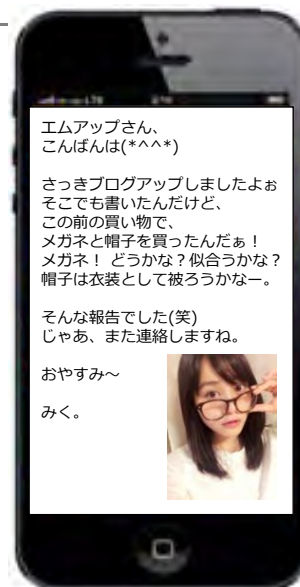 エムアップさん、
こんばんは(*^^*)
さっきブログアップしましたよぉ
そこでも書いたんだけど、
この前の買い物で、
メガネと帽子を買ったんだぁ！
メガネ！ どうかな？似合うかな？
帽子は衣装として被ろうかなー。
そんな報告でした(笑)
じゃあ、また連絡しますね。
おやすみ～
みく。